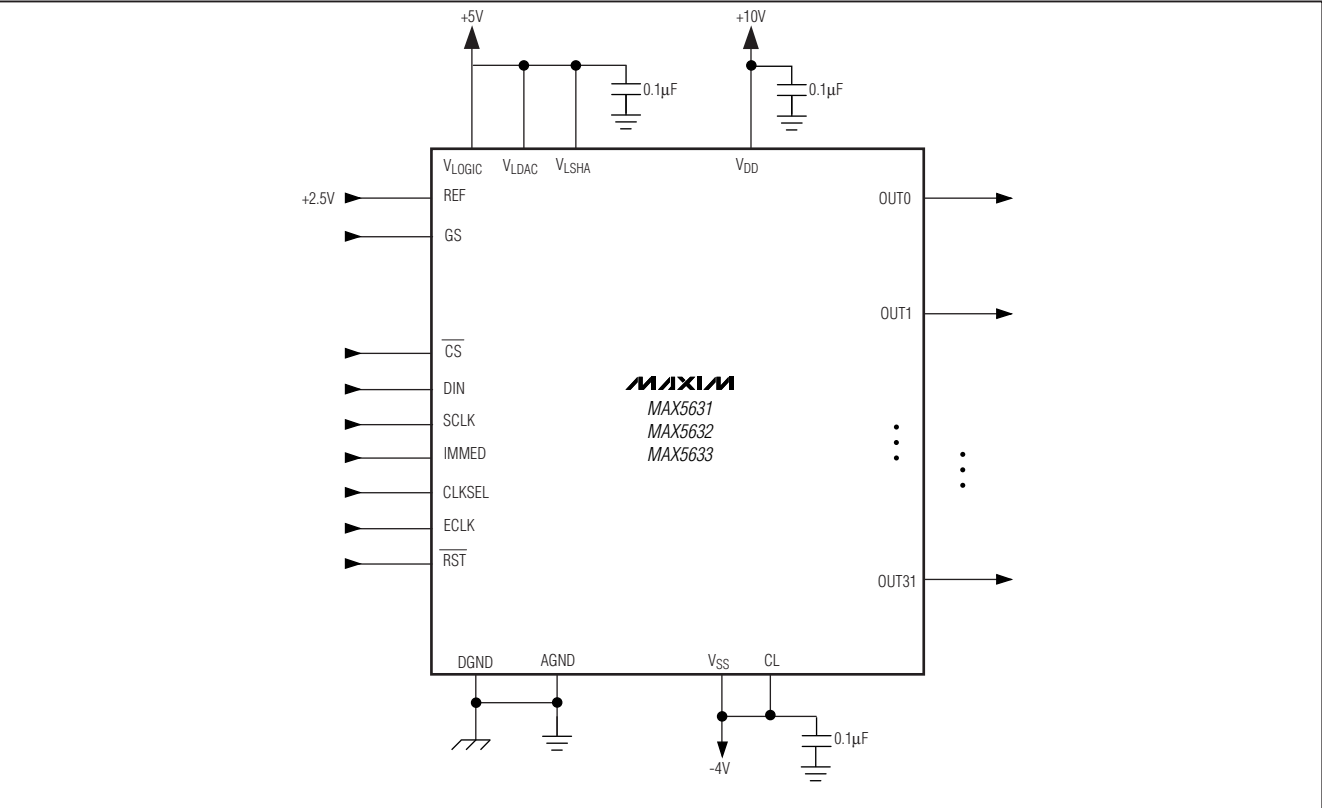 +5V +10V
0.1µF 0.1µF
VLOGIC VLDAC VLSHA VDD
+2.5V REF OUT0
GS
OUT1
CS
DIN
MAXIM
MAX5631
SCLK
MAX5632
IMMED
MAX5633
CLKSEL
ECLK
RST
OUT31
DGND AGND VSS CL
0.1µF
-4V